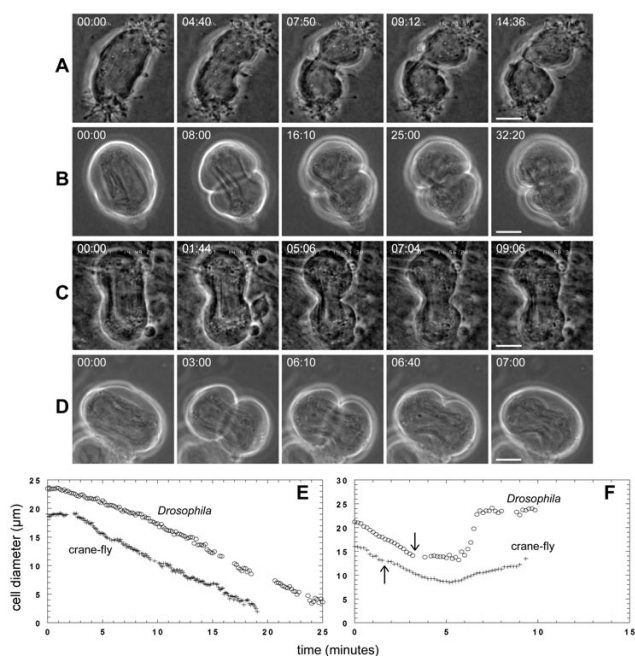 A 00:00 04:40 07:50 09:12 14:36
B 00:00 08:00 16:10 25:00 32:20
C 00:00 01:44 05:06 07:04 09:06
D 00:00 03:00 06:10 06:40 07:00
E
F
cell diameter (µm)
25
20
15
10
5
0
Drosophila
crane-fly
0 5 10 15 20 25
30
25
20
15
10
5
0
Drosophila
crane-fly
0 5 10 15
time (minutes)